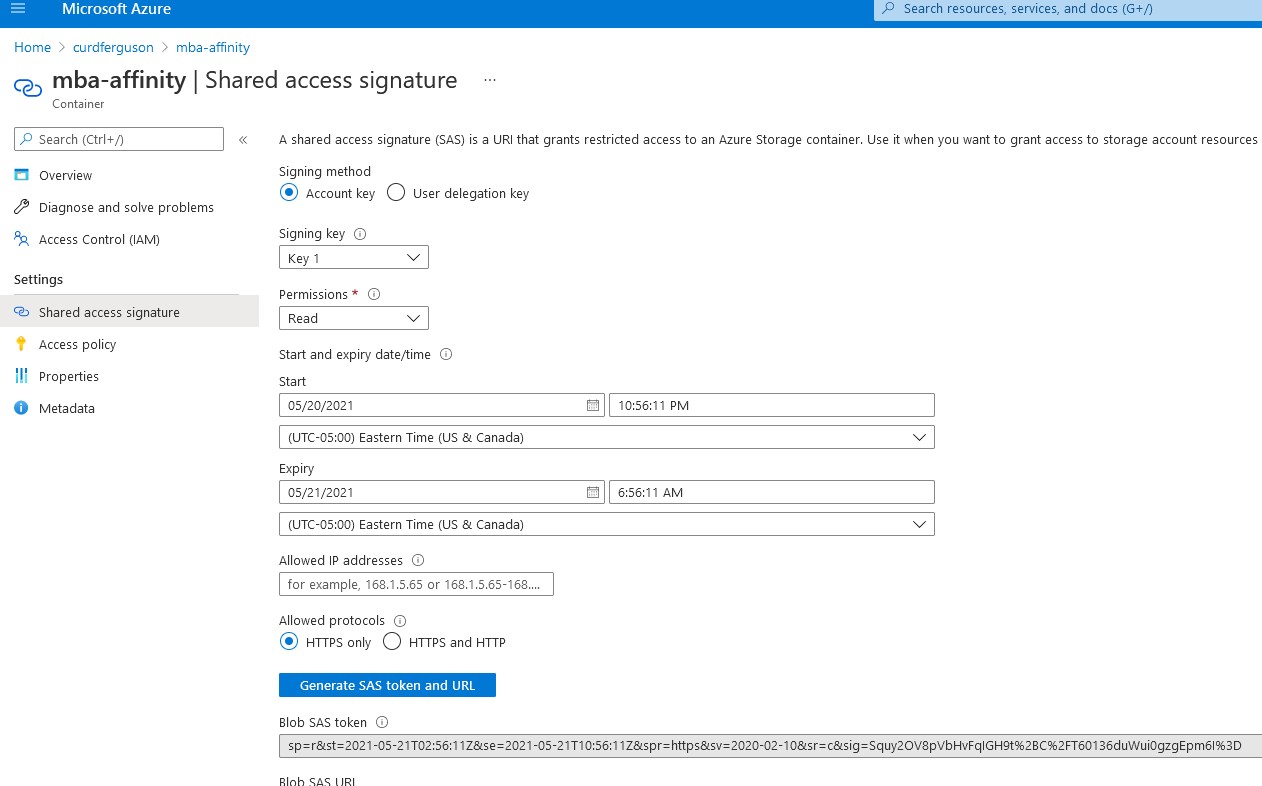 Microsoft Azure
Search resources, services, and docs (G+/)
Home > curdferguson > mba-affinity
mba-affinity | Shared access signature ...
Container
Search (Ctrl+/)
«
Overview
Diagnose and solve problems
Access Control (IAM)
Settings
Shared access signature
Access policy
Properties
Metadata
A shared access signature (SAS) is a URI that grants restricted access to an Azure Storage container. Use it when you want to grant access to storage account resources
Signing method
Account key User delegation key
Signing key
Key 1
Permissions *
Read
Start and expiry date/time
Start
05/20/2021 10:56:11 PM
(UTC-05:00) Eastern Time (US & Canada)
Expiry
05/21/2021 6:56:11 AM
(UTC-05:00) Eastern Time (US & Canada)
Allowed IP addresses
for example, 168.1.5.65 or 168.1.5.65-168....
Allowed protocols
HTTPS only HTTPS and HTTP
Generate SAS token and URL
Blob SAS token
sp=r&st=2021-05-21T02:56:11Z&se=2021-05-21T10:56:11Z&spr=https&sv=2020-02-10&sr=c&sig=Squy2OV8pVbHvFqIGH9t%2BC%2FT60136duWui0gzgEpm6I%3D
Blob SAS URL